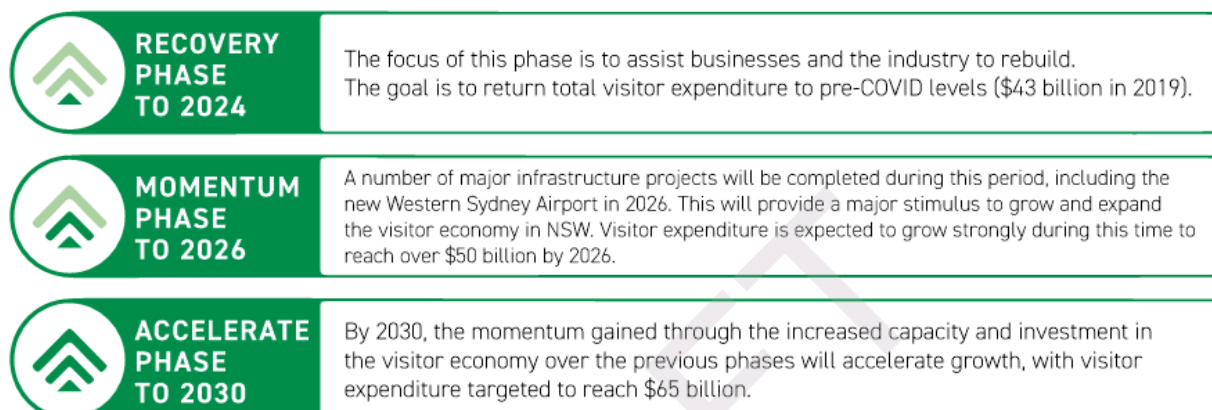 RECOVERY
PHASE
TO 2024
The focus of this phase is to assist businesses and the industry to rebuild.
The goal is to return total visitor expenditure to pre-COVID levels ($43 billion in 2019).
MOMENTUM
PHASE
TO 2026
A number of major infrastructure projects will be completed during this period, including the
new Western Sydney Airport in 2026. This will provide a major stimulus to grow and expand
the visitor economy in NSW. Visitor expenditure is expected to grow strongly during this time to
reach over $50 billion by 2026.
ACCELERATE
PHASE
TO 2030
By 2030, the momentum gained through the increased capacity and investment in
the visitor economy over the previous phases will accelerate growth, with visitor
expenditure targeted to reach $65 billion.